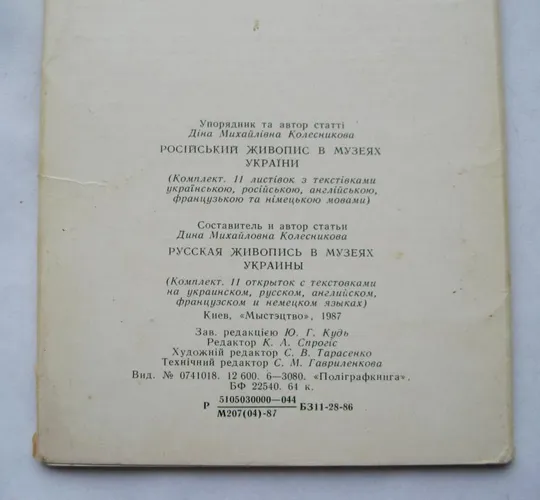 Упорядник та автор статті
Діна Михайлівна Колесникова
РОСІЙСЬКИЙ ЖИВОПИС В МУЗЕЯХ
УКРАЇНИ
(Комплект. 11 листівок з текстівками
українською, російською, англійською,
французькою та німецькою мовами)
Составитель и автор статьи
Дина Михайловна Колесникова
РУССКАЯ ЖИВОПИСЬ В МУЗЕЯХ
УКРАИНЫ
(Комплект. 11 открыток с текстовками
на украинском, русском, английском,
французском и немецком языках)
Киев, «Мыстэцтво», 1987
Зав. редакцією Ю. Г. Кудь
Редактор К. А. Спрогіс
Художній редактор С. В. Тарасенко
Технічний редактор С. М. Гавриленкова
Вид. № 0741018. 12 600. 6—3080. «Поліграфкнига».
БФ 22540. 64 к.
Р 5105030000—044 БЗ11-28-86
М207(04)-87